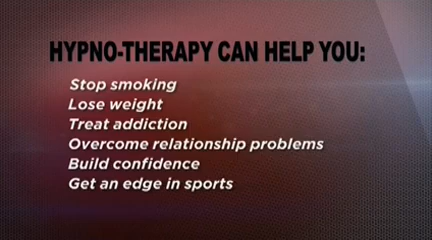 HYPNO-THERAPY CAN HELP YOU:
Stop smoking
Lose weight
Treat addiction
Overcome relationship problems
Build confidence
Get an edge in sports